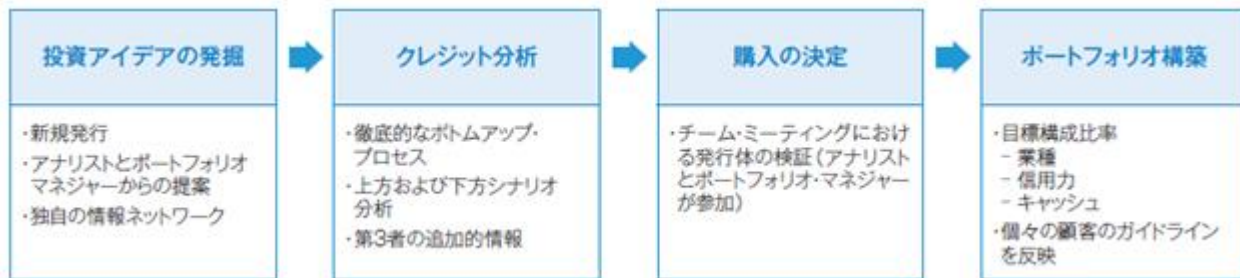 投資アイデアの発掘
・新規発行
・アナリストとポートフォリオ
マネジャーからの提案
・独自の情報ネットワーク
クレジット分析
・徹底的なボトムアップ・
プロセス
・上方および下方シナリオ
分析
・第3者の追加的情報
購入の決定
・チーム・ミーティングにおけ
る発行体の検証（アナリスト
とポートフォリオ・マネジャー
が参加）
ポートフォリオ構築
・目標構成比率
- 業種
- 信用力
- キャッシュ
・個々の顧客のガイドライン
を反映